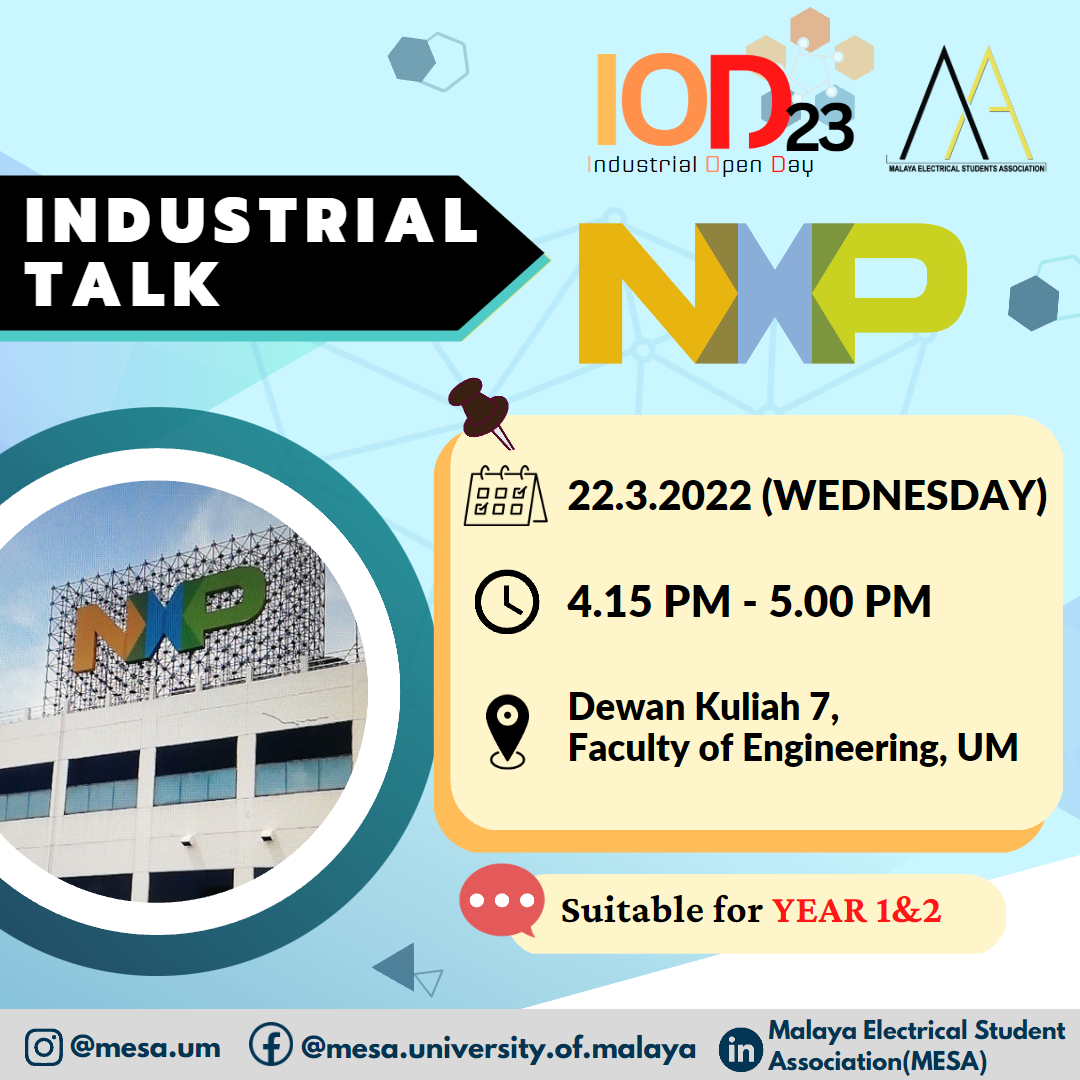 IOD23
Industrial Open Day
MALAYA ELECTRICAL STUDENTS ASSOCIATION
INDUSTRIAL
TALK
NXP
22.3.2022 (WEDNESDAY)
4.15 PM - 5.00 PM
Dewan Kuliah 7,
Faculty of Engineering, UM
NXP
Suitable for YEAR 1&2
@mesa.um
@mesa.university.of.malaya
in
Malaya Electrical Student
Association(MESA)